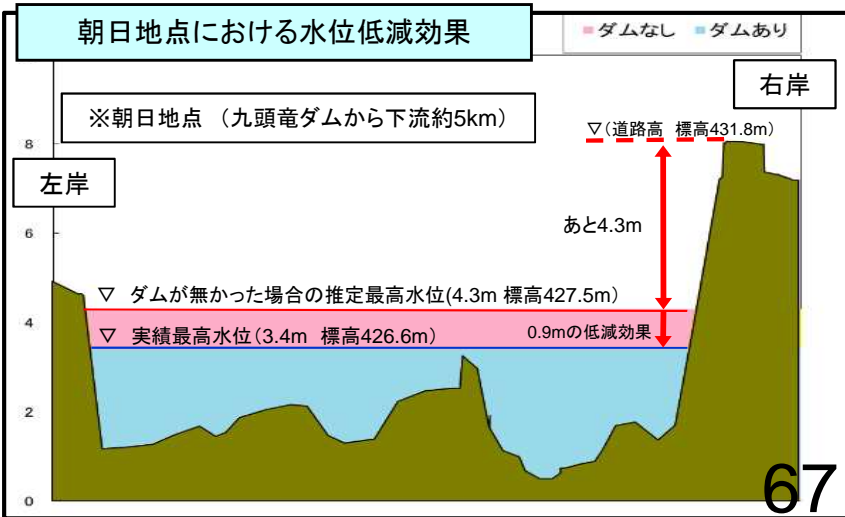 朝日地点における水位低減効果
■ダムなし ■ダムあり
右岸
※朝日地点 （九頭竜ダムから下流約5km）
▽（道路高 標高431.8m）
8
左岸
6
あと4.3m
▽ ダムが無かった場合の推定最高水位(4.3m 標高427.5m)
4
▽ 実績最高水位（3.4m 標高426.6m）
0.9mの低減効果
2
0
67